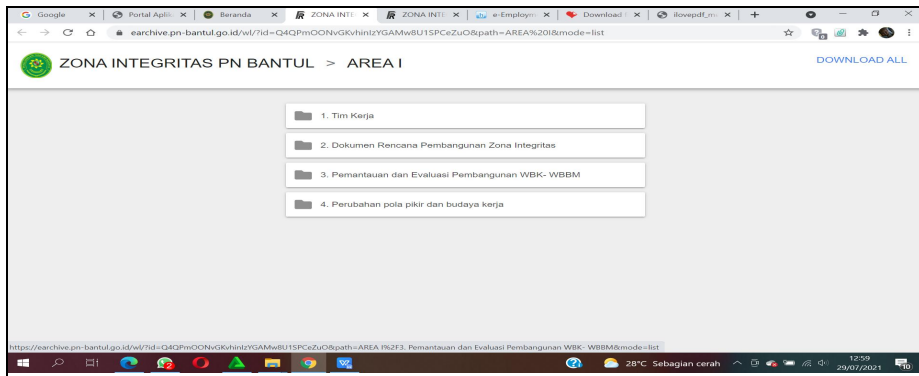 Google
Portal Aplik
Beranda
ZONA INTE
ZONA INTE
e-Employm
Download
ilovepdf_me
earchive.pn-bantul.go.id/wl/?id=Q4QPmOONvGKvhinIzYGAMw8U1SPCeZuO&path=AREA%20I&mode=list
ZONA INTEGRITAS PN BANTUL > AREA I
DOWNLOAD ALL
1. Tim Kerja
2. Dokumen Rencana Pembangunan Zona Integritas
3. Pemantauan dan Evaluasi Pembangunan WBK- WBBM
4. Perubahan pola pikir dan budaya kerja
https://earchive.pn-bantul.go.id/wl/?id=Q4QPmOONvGKvhinIzYGAMw8U1SPCeZuO&path=AREA I%2F3. Pemantauan dan Evaluasi Pembangunan WBK- WBBM&mode=list
28°C Sebagian cerah
12:59
29/07/2021